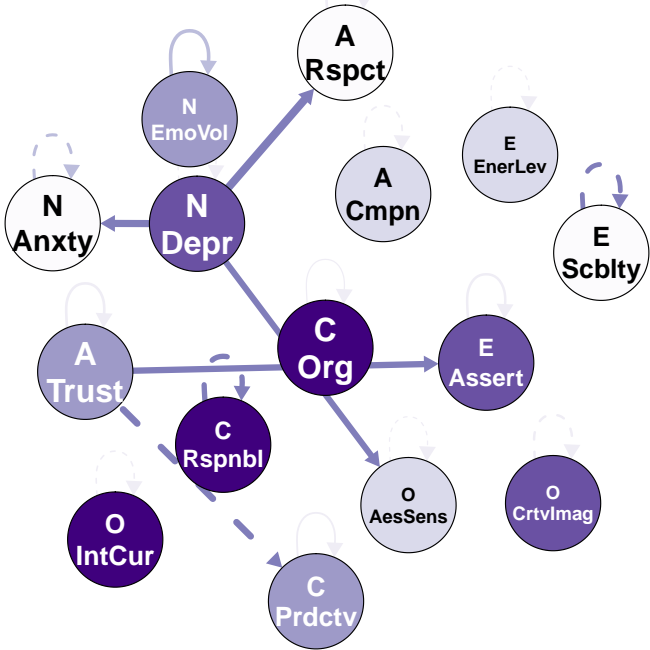 A
Rspct
N
EmoVol
E
EnerLev
A
Cmpn
N
Anxty
N
Depr
E
Scblty
C
Org
A
Trust
E
Assert
C
Rspnbl
O
AesSens
O
CrtvImag
O
IntCur
C
Prdctv